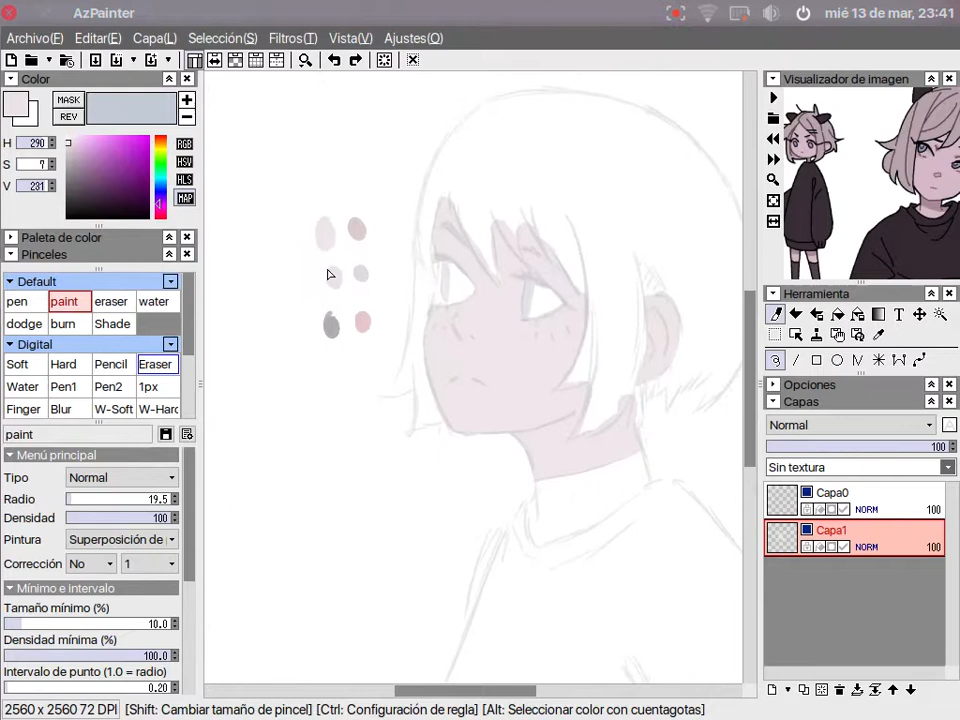 AzPainter
mié 13 de mar, 23:41
Archivo(F) Editar(E) Capa(L) Selección(S) Filtros(T) Vista(V) Ajustes(O)
Color
MASK
REV
H 290
S 7
V 231
RGB
HSV
HLS
MAP
Paleta de color
Pinceles
Default
pen paint eraser water
dodge burn Shade
Digital
Soft Hard Pencil Eraser
Water Pen1 Pen2 1px
Finger Blur W-Soft W-Harc
paint
Menú principal
Tipo Normal
Radio 19.5
Densidad 100
Pintura Superposición de
Corrección No 1
Mínimo e intervalo
Tamaño mínimo (%)
10.0
Densidad mínima (%)
100.0
Intervalo de punto (1.0 = radio)
0.20
Visualizador de imagen
Herramienta
T
Opciones
Capas
Normal A
100
Sin textura
Capa0
NORM 100
Capa1
NORM 100
2560 x 2560 72 DPI [Shift: Cambiar tamaño de pincel] [Ctrl: Configuración de regla] [Alt: Seleccionar color con cuentagotas]